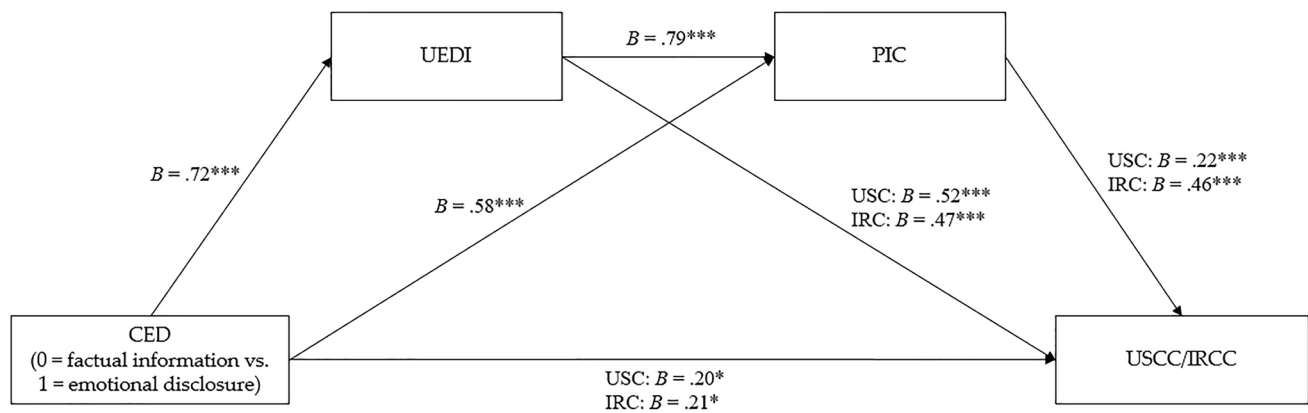 UEDI
B = .79***
PIC
B = .72***
B = .58***
USC: B = .52***
IRC: B = .47***
USC: B = .22***
IRC: B = .46***
CED
(0 = factual information vs.
1 = emotional disclosure)
USC: B = .20*
IRC: B = .21*
USCC/IRCC